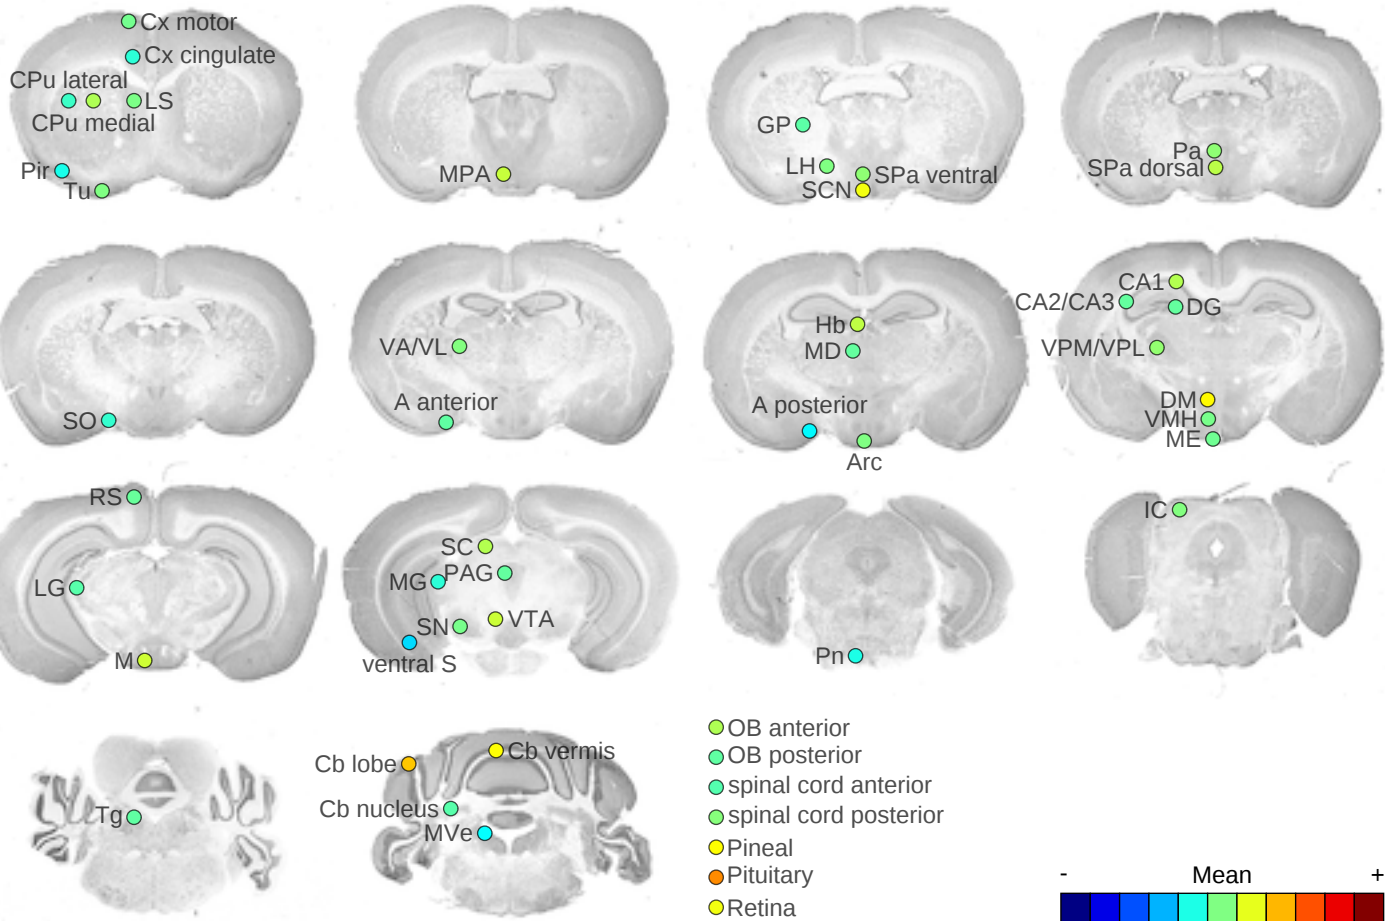 Cx motor
Cx cingulate
CPu lateral
LS
CPu medial
Pir
Tu
MPA
GP
LH
SPa ventral
SCN
Pa
SPa dorsal
SO
VA/VL
A anterior
Hb
MD
A posterior
Arc
CA1
CA2/CA3
DG
VPM/VPL
DM
VMH
ME
RS
LG
M
SC
MG
PAG
SN
VTA
ventral S
Pn
IC
Tg
Cb lobe
Cb vermis
Cb nucleus
MVe
OB anterior
OB posterior
spinal cord anterior
spinal cord posterior
Pineal
Pituitary
Retina
- Mean +